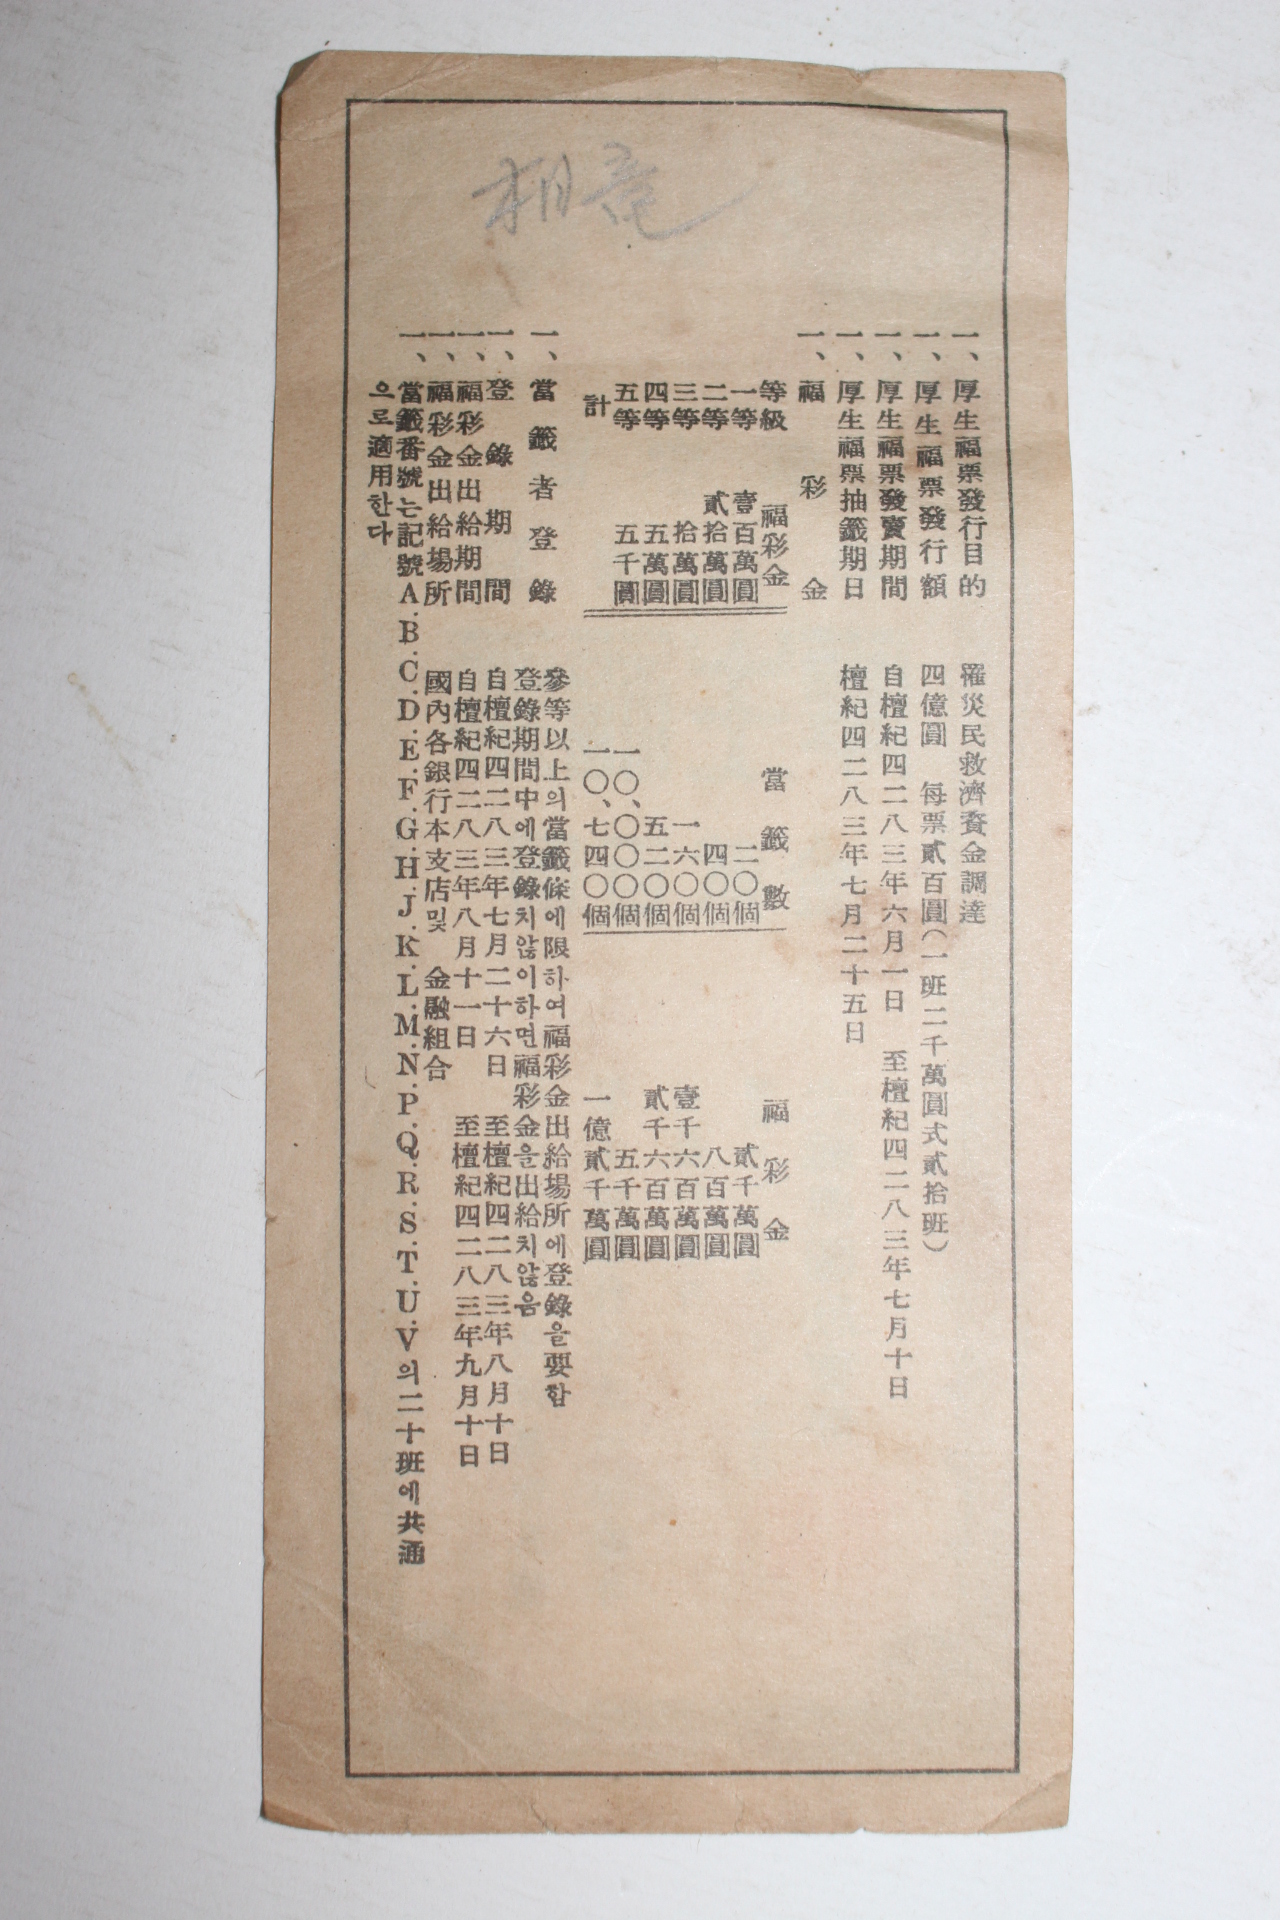 一、厚生福票發行目的 罹災民救濟資金調達
一、厚生福票發行額 四億圓 每票貳百圓(一班二千萬圓式貳拾班)
一、厚生福票發賣期間 自檀紀四二八三年六月一日 至檀紀四二八三年七月十日
一、厚生福票抽籤期日 檀紀四二八三年七月二十五日
一、福彩金
等級 福彩金 當籤數 福彩金
一等 壹百萬圓 二〇個 貳千萬圓
二等 貳拾萬圓 四〇個 八百萬圓
三等 拾萬圓 一六〇個 壹千六百萬圓
四等 五萬圓 五二〇個 貳千六百萬圓
五等 五千圓 一〇、〇〇〇個 五千萬圓
計 一〇、七四〇個 一億貳千萬圓
一、當籤者登錄 參等以上의當籤條에限하여福彩金出給場所에登錄을要함
登錄期間中에登錄치않이하면福彩金을出給치않음
一、登錄期間 自檀紀四二八三年七月二十六日 至檀紀四二八三年八月十日
一、福彩金出給期間 自檀紀四二八三年八月十一日 至檀紀四二八三年九月十日
一、福彩金出給場所 國內各銀行本支店및 金融組合
一、當籤番號는記號A.B.C.D.E.F.G.H.J.K.L.M.N.P.Q.R.S.T.U.V의二十班에共通
으로適用한다